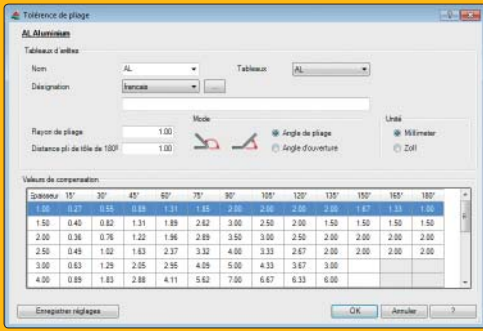 Tolérence de pliage
AL Aluminium
Tableaux d'arêtes
Nom AL Tableaux AL
Désignation francais ...
Mode Unité
Rayon de pliage 1.00 Angle de pliage Millimeter
Distance pli de tôle de 180° 1.00 Angle d'ouverture Zoll
Valeurs de compensation
Epaisseur 15° 30° 45° 60° 75° 90° 105° 120° 135° 150° 165° 180°
1.00 0.27 0.55 0.89 1.31 1.85 2.00 2.00 2.00 2.00 1.67 1.33 1.00
1.50 0.40 0.82 1.31 1.89 2.62 3.00 2.50 2.00 1.50 1.50 1.50 1.50
2.00 0.36 0.76 1.22 1.96 2.89 3.50 3.00 2.50 2.00 2.00 2.00 2.00
2.50 0.49 1.02 1.63 2.37 3.32 4.00 3.33 2.67 2.00 2.00 2.00 2.00
3.00 0.63 1.29 2.05 2.95 4.09 5.00 4.33 3.67 3.00
4.00 0.89 1.83 2.88 4.11 5.62 7.00 6.67 6.33 6.00
Enregistrer réglages OK Annuler ?